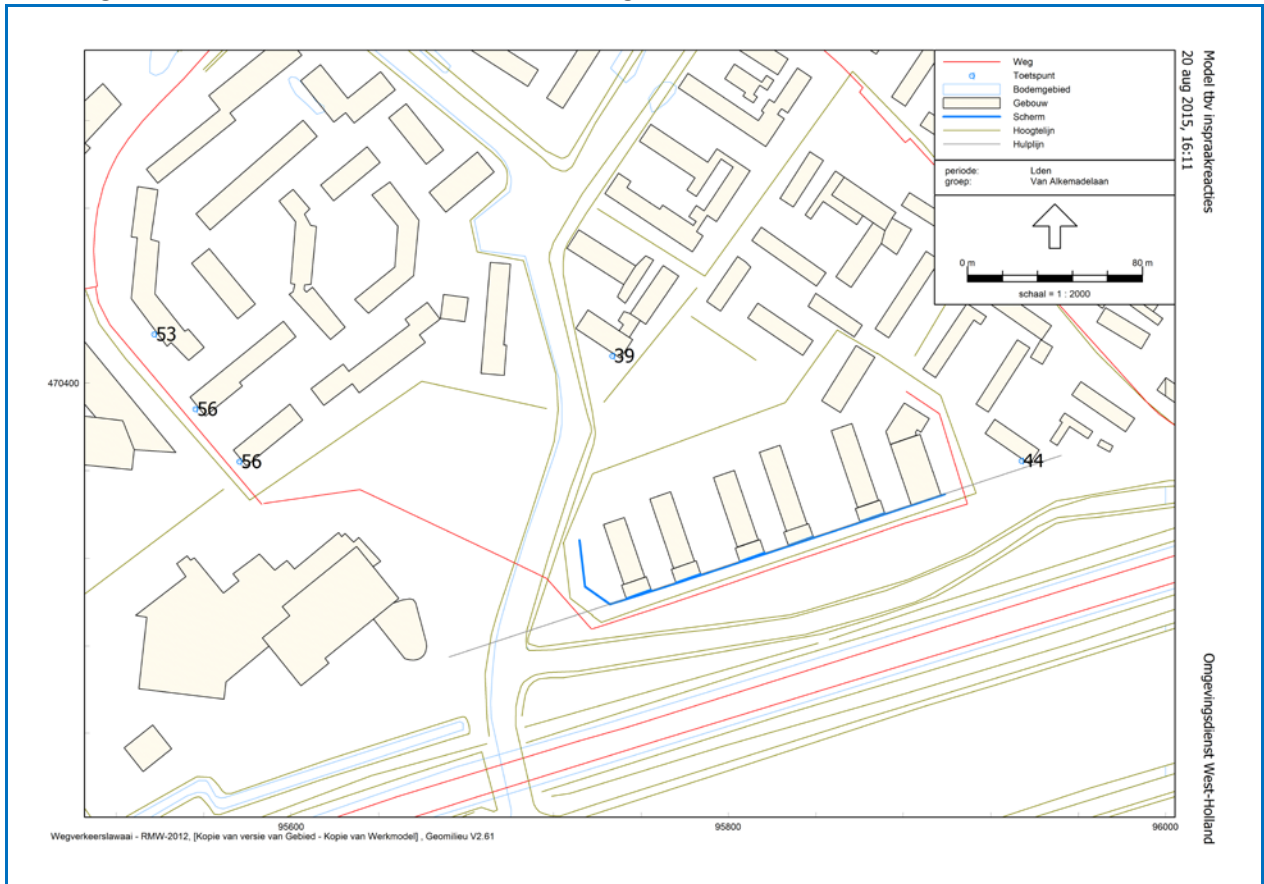 Weg
Toetspunt
Bodemgebied
Gebouw
Scherm
Hoogtelijn
Hulplijn
periode: Lden
groep: Van Alkemadelaan
0 m 80 m
schaal = 1 : 2000
Model tbv inspraakreacties
20 aug 2015, 16:11
53
39
470400
56
56
44
Omgevingsdienst West-Holland
95600 95800 96000
Wegverkeerslawaai - RMW-2012, [Kopie van versie van Gebied - Kopie van Werkmodel] , Geomilieu V2.61